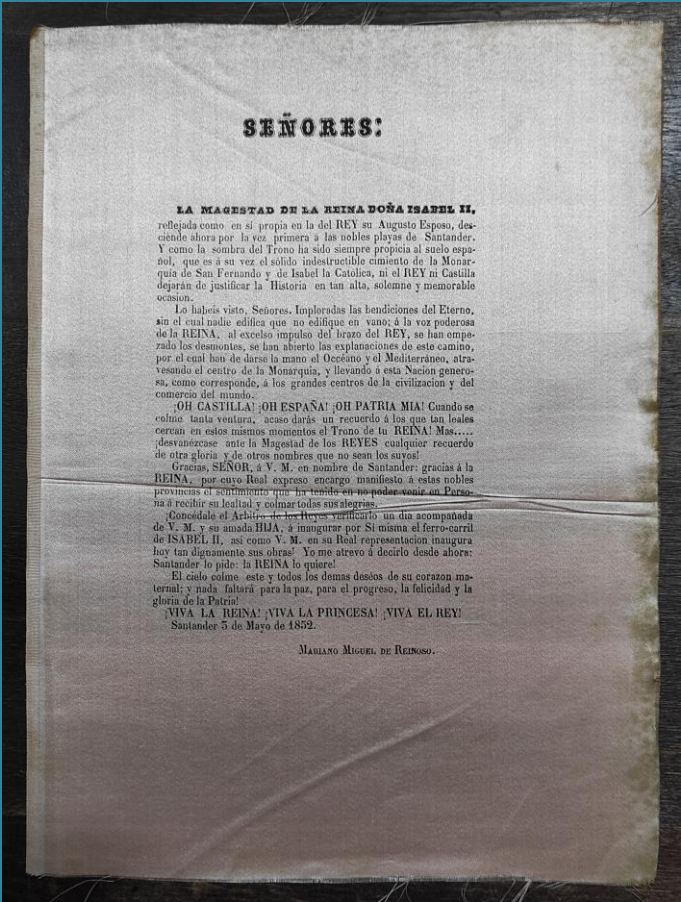 SEÑORES:
LA MAGESTAD DE LA REINA DOÑA ISABEL II,
reflejada como en si propia en la del REY su Augusto Esposo, des-
ciende ahora por la vez primera a las nobles playas de Santander.
Y como la sombra del Trono ha sido siempre propicia al suelo espa-
ñol, que es á su vez el sólido indestructible cimiento de la Monar-
quia de San Fernando y de Isabel la Católica, ni el REY ni Castilla
dejarán de justificar la Historia en tan alta, solemne y memorable
ocasion.
Lo habeis visto, Señores. Imploradas las bendiciones del Eterno,
sin el cual nadie edifica que no edifique en vano; á la voz poderosa
de la REINA, al excelso impulso del brazo del REY, se han empe-
zado los desmontes, se han abierto las explanaciones de este camino,
por el cual han de darse la mano el Occéano y el Mediterráneo, atra-
vesando el centro de la Monarquia, y llevando á esta Nacion genero-
sa, como corresponde, á los grandes centros de la civilizacion y del
comercio del mundo.
¡OH CASTILLA! ¡OH ESPAÑA! ¡OH PATRIA MIA! Cuando se
colme tanta ventura, acaso darás un recuerdo á los que tan leales
cercan en estos mismos momentos el Trono de tu REINA! Mas.....
¡desvanézcase ante la Magestad de los REYES cualquier recuerdo
de otra gloria y de otros nombres que no sean los suyos!
Gracias, SEÑOR, á V. M. en nombre de Santander: gracias á la
REINA, por cuyo Real expreso encargo manifiesto á estas nobles
provincias el sentimiento que ha tenido en no poder venir en Perso-
na á recibir su lealtad y colmar todas sus alegrias.
¡Concédale el Arbitro de los Reyes verificarlo un dia acompañada
de V. M. y su amada HIJA, á inaugurar por Si misma el ferro-carril
de ISABEL II, asi como V. M. en su Real representacion inaugura
hoy tan dignamente sus obras! Yo me atrevo á decirlo desde ahora:
Santander lo pide: la REINA lo quiere!
El cielo colme este y todos los demas deséos de su corazon ma-
ternal; y nada faltará para la paz, para el progreso, la felicidad y la
gloria de la Patria!
¡VIVA LA REINA! ¡VIVA LA PRINCESA! ¡VIVA EL REY!
Santander 3 de Mayo de 1852.
MARIANO MIGUEL DE REINOSO.